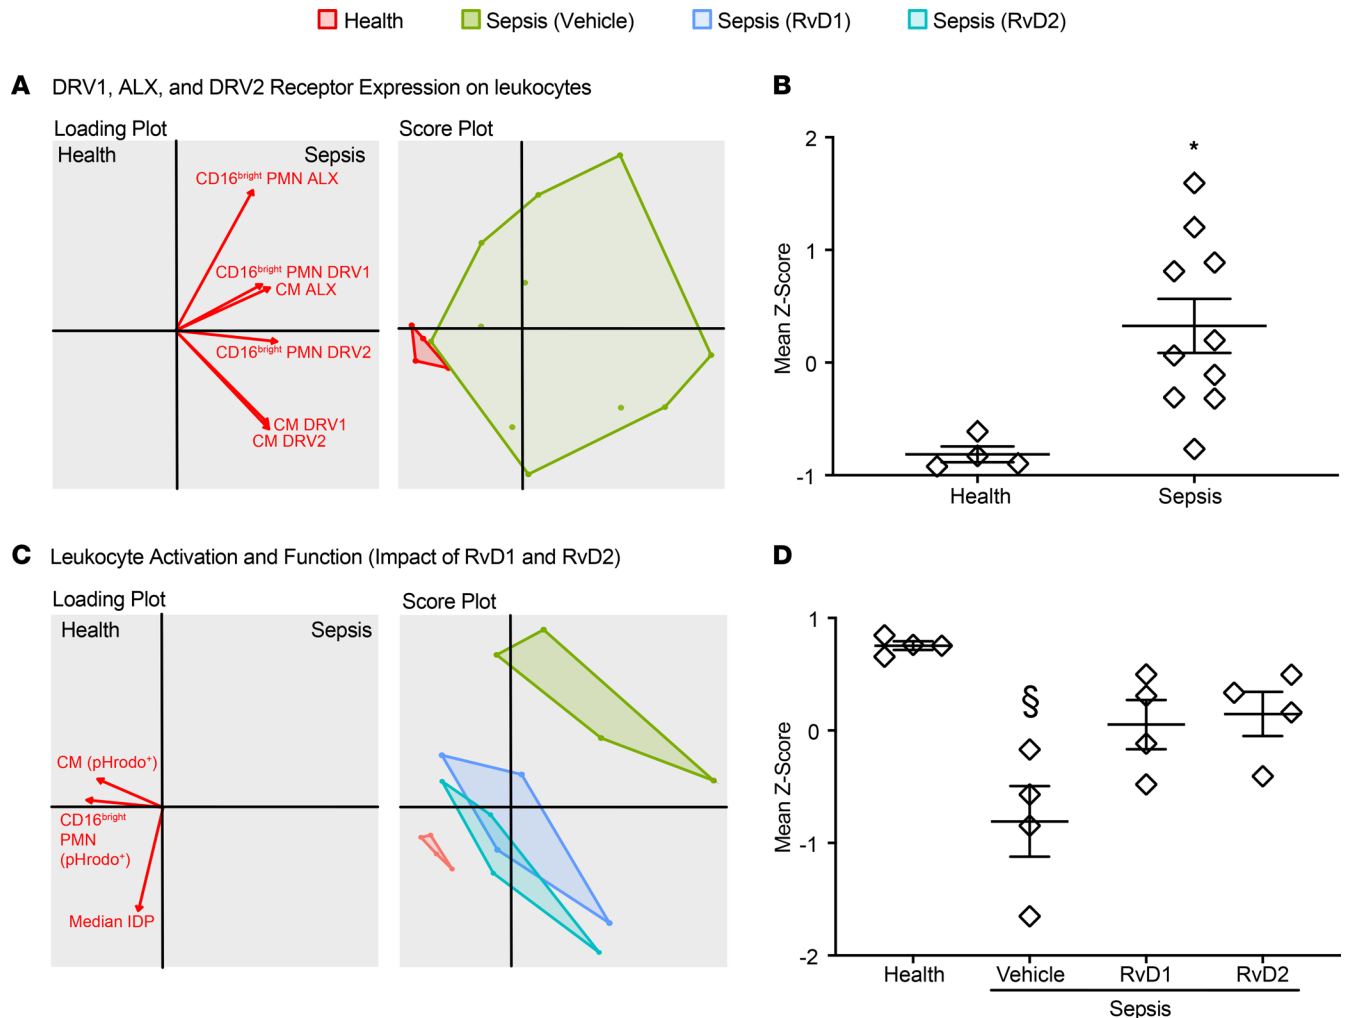 Health Sepsis (Vehicle) Sepsis (RvD1) Sepsis (RvD2)
A DRV1, ALX, and DRV2 Receptor Expression on leukocytes
Loading Plot
Health Sepsis
CD16bright PMN ALX
CD16bright PMN DRV1
CM ALX
CD16bright PMN DRV2
CM DRV1
CM DRV2
Score Plot
B
Mean Z-Score
2
1
0
-1
*
Health Sepsis
C Leukocyte Activation and Function (Impact of RvD1 and RvD2)
Loading Plot
Health Sepsis
CM (pHrodo+)
CD16bright
PMN
(pHrodo+)
Median IDP
Score Plot
D
Mean Z-Score
1
0
-1
-2
§
§
Health Vehicle RvD1 RvD2
Sepsis